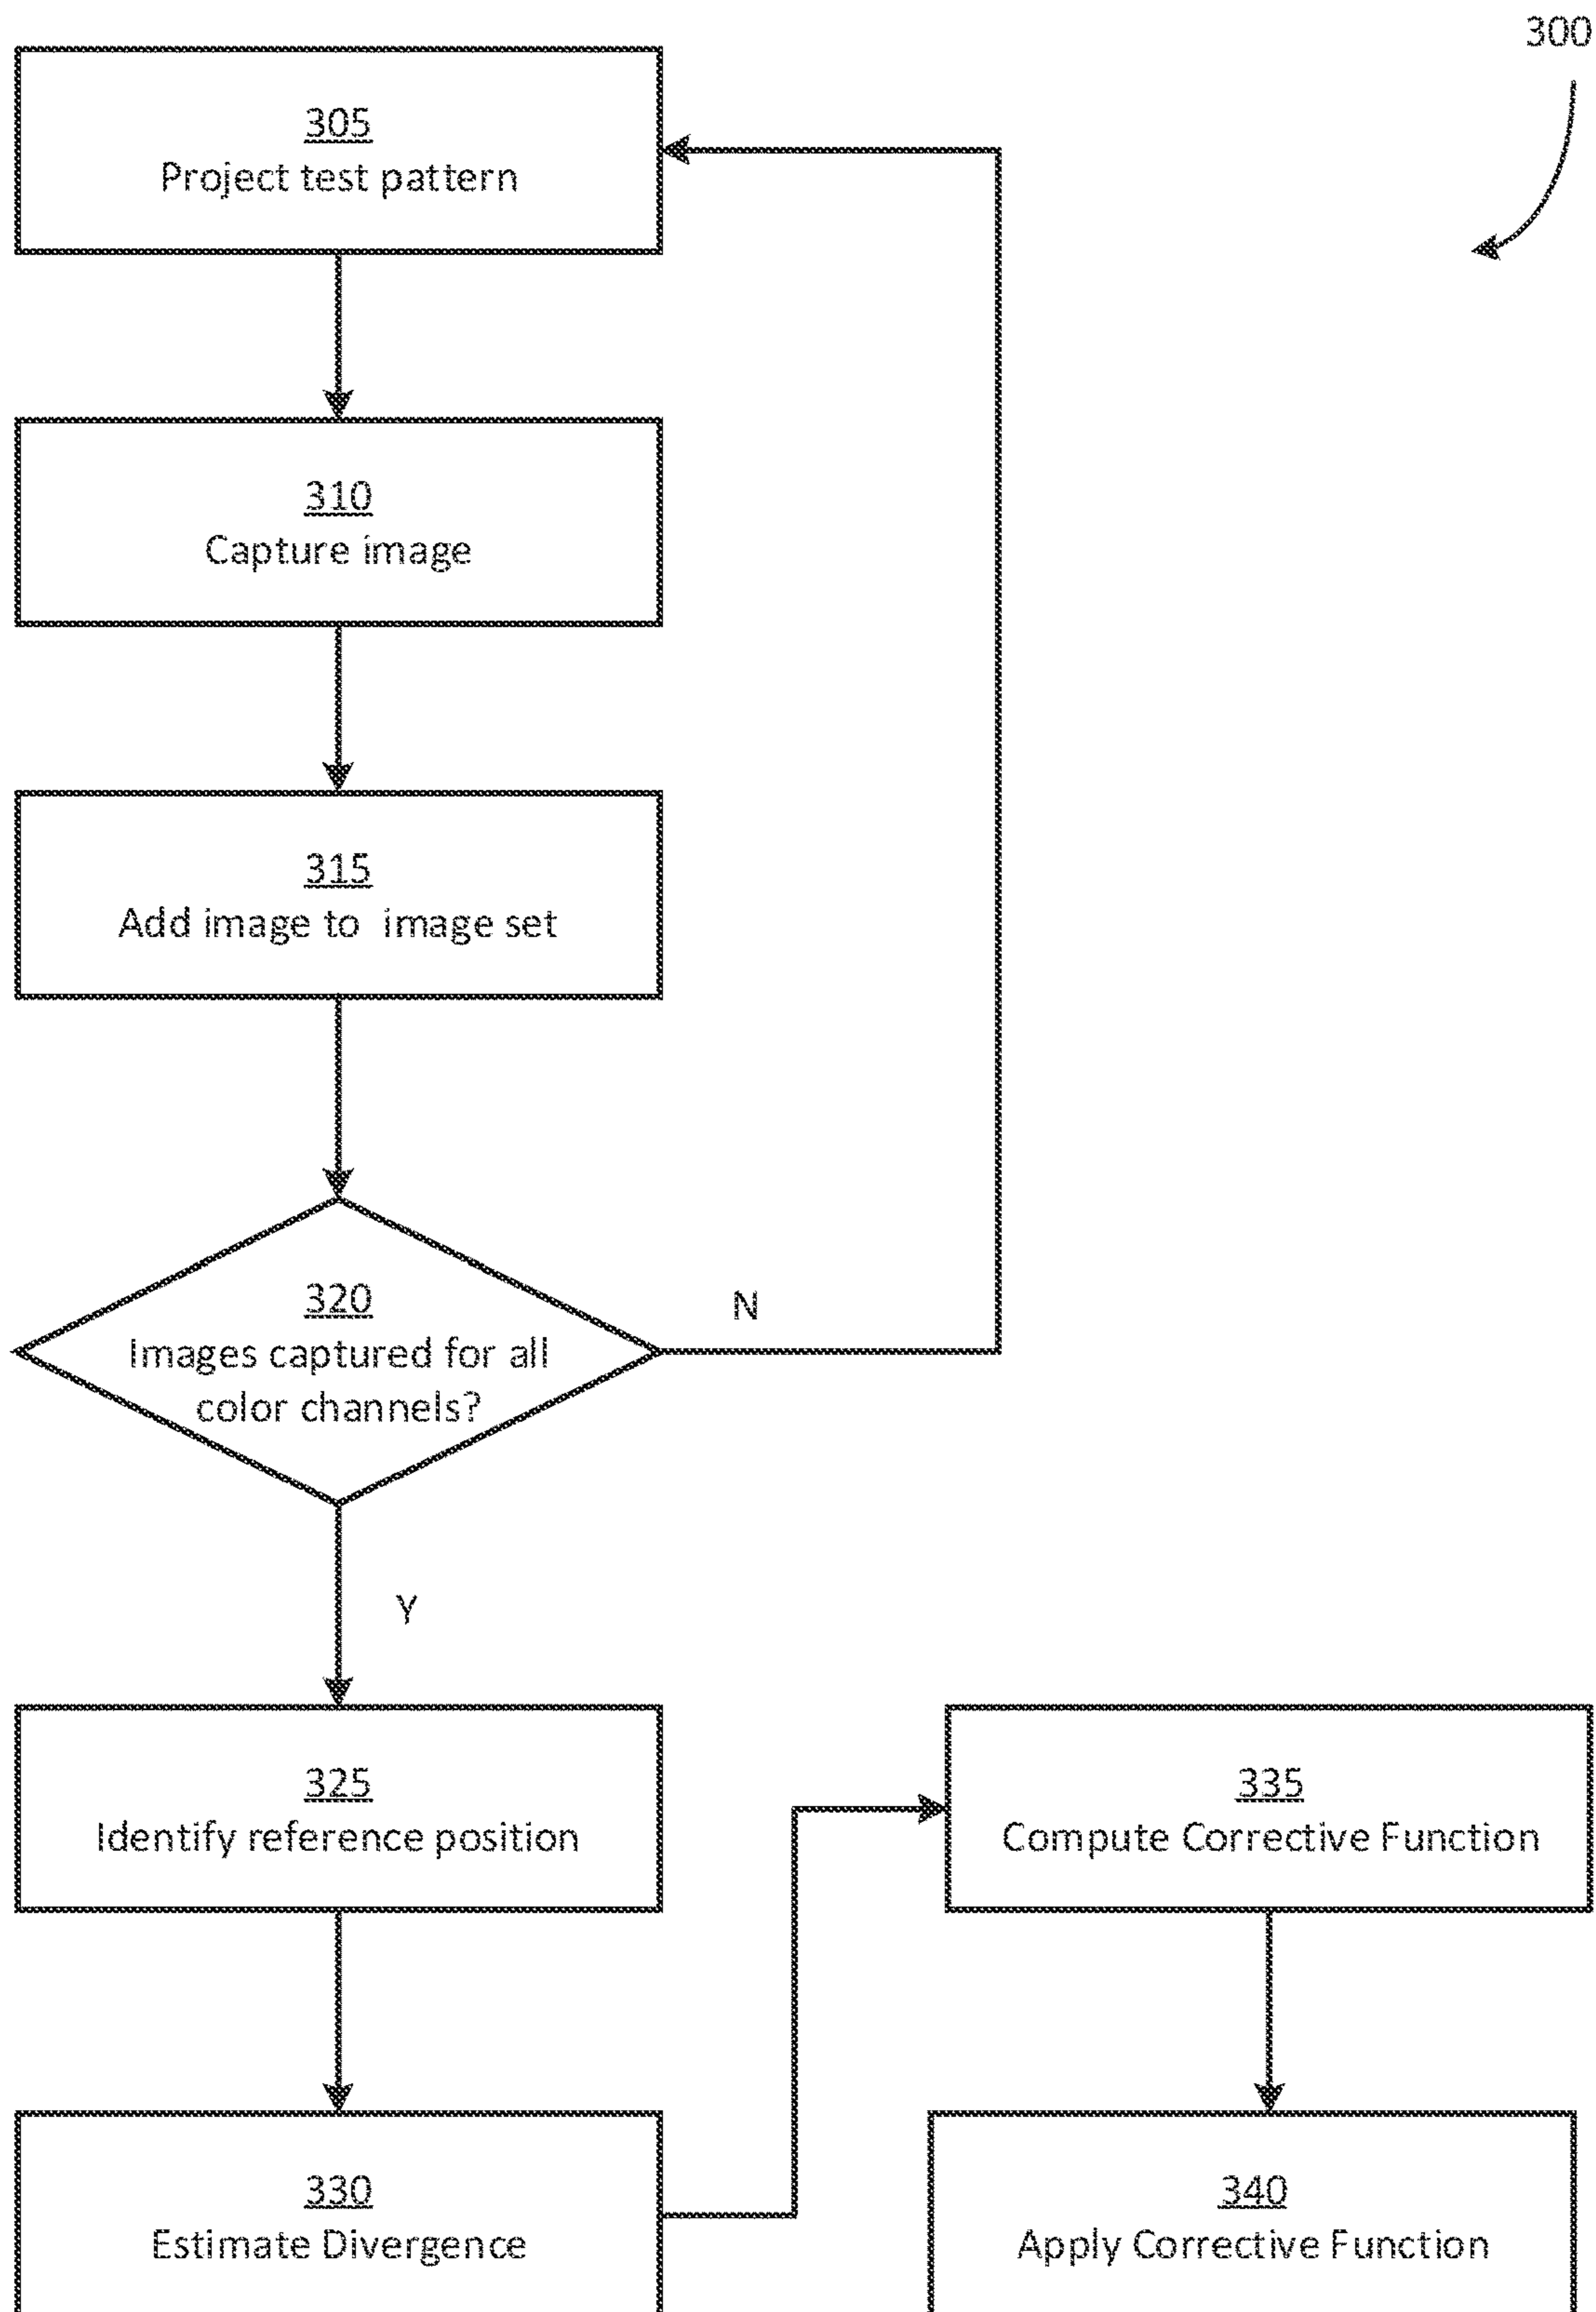 300
305
Project test pattern
310
Capture image
315
Add image to image set
320
Images captured for all
color channels?
N
Y
325
Identify reference position
330
Estimate Divergence
335
Compute Corrective Function
340
Apply Corrective Function